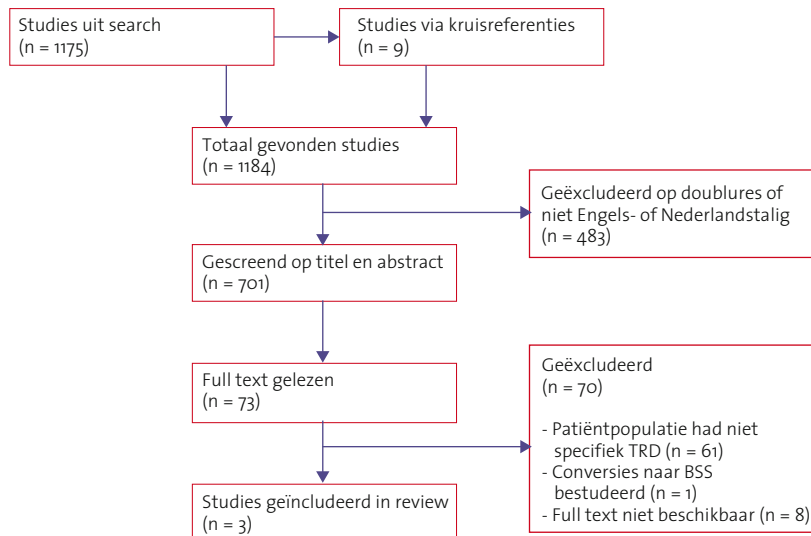 Studies uit search
(n = 1175)
Studies via kruisreferenties
(n = 9)
Totaal gevonden studies
(n = 1184)
Geëxcludeerd op doublures of
niet Engels- of Nederlandstalig
(n = 483)
Gescreend op titel en abstract
(n = 701)
Full text gelezen
(n = 73)
Geëxcludeerd
(n = 70)
- Patiëntpopulatie had niet
specifiek TRD (n = 61)
- Conversies naar BSS
bestudeerd (n = 1)
- Full text niet beschikbaar (n = 8)
Studies geïncludeerd in review
(n = 3)